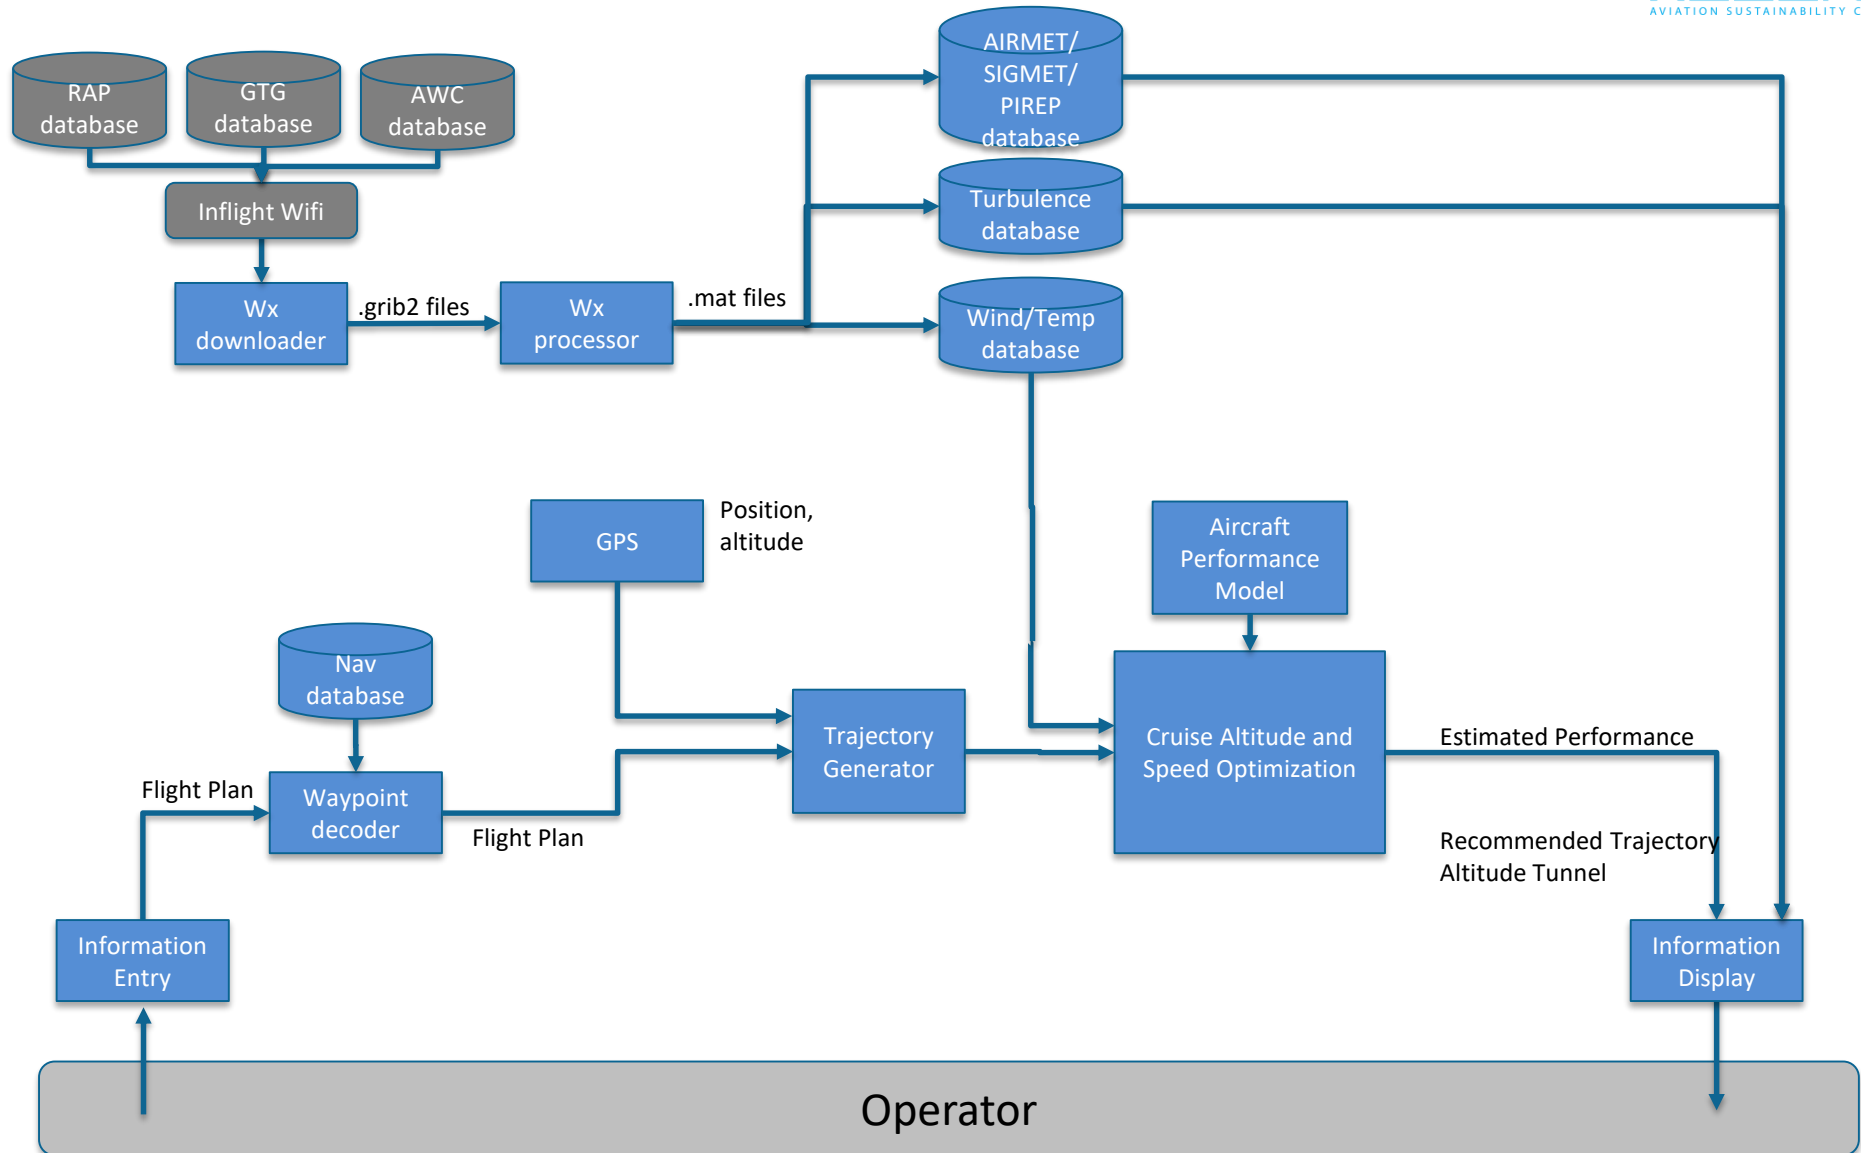 AVIATION SUSTAINABILITY C
RAP
database
GTG
database
AWC
database
Inflight Wifi
Wx
downloader
.grib2 files
Wx
processor
.mat files
AIRMET/
SIGMET/
PIREP
database
Turbulence
database
Wind/Temp
database
GPS
Position,
altitude
Aircraft
Performance
Model
Nav
database
Flight Plan
Waypoint
decoder
Flight Plan
Trajectory
Generator
Cruise Altitude and
Speed Optimization
Estimated Performance
Recommended Trajectory
Altitude Tunnel
Information
Entry
Information
Display
Operator